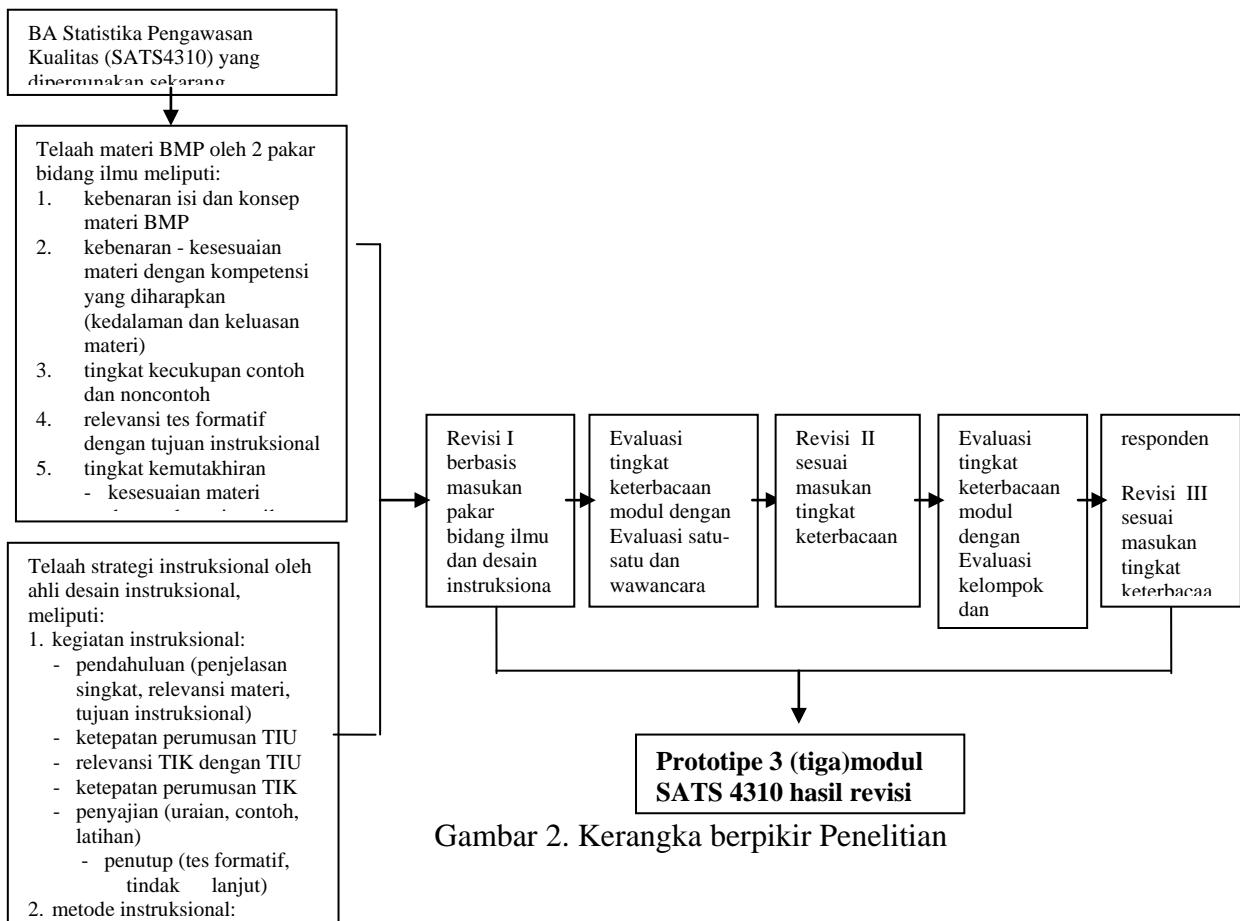 BA Statistika Pengawasan
Kualitas (SATS4310) yang
dipergunakan sekarang
Telaah materi BMP oleh 2 pakar
bidang ilmu meliputi:
1. kebenaran isi dan konsep
materi BMP
2. kebenaran - kesesuaian
materi dengan kompetensi
yang diharapkan
(kedalaman dan keluasan
materi)
3. tingkat kecukupan contoh
dan noncontoh
4. relevansi tes formatif
dengan tujuan instruksional
5. tingkat kemutakhiran
- kesesuaian materi
Telaah strategi instruksional oleh
ahli desain instruksional,
meliputi:
1. kegiatan instruksional:
- pendahuluan (penjelasan
singkat, relevansi materi,
tujuan instruksional)
- ketepatan perumusan TIU
- relevansi TIK dengan TIU
- ketepatan perumusan TIK
- penyajian (uraian, contoh,
latihan)
- penutup (tes formatif,
tindak lanjut)
2. metode instruksional:
Revisi I
berbasis
masukan
pakar
bidang ilmu
dan desain
instruksiona
Evaluasi
tingkat
keterbacaan
modul dengan
Evaluasi satu-
satu dan
wawancara
Revisi II
sesuai
masukan
tingkat
keterbacaan
Evaluasi
tingkat
keterbacaan
modul
dengan
Evaluasi
kelompok
dan
responden
Revisi III
sesuai
masukan
tingkat
keterbacaa
Prototipe 3 (tiga)modul
SATS 4310 hasil revisi
Gambar 2. Kerangka berpikir Penelitian